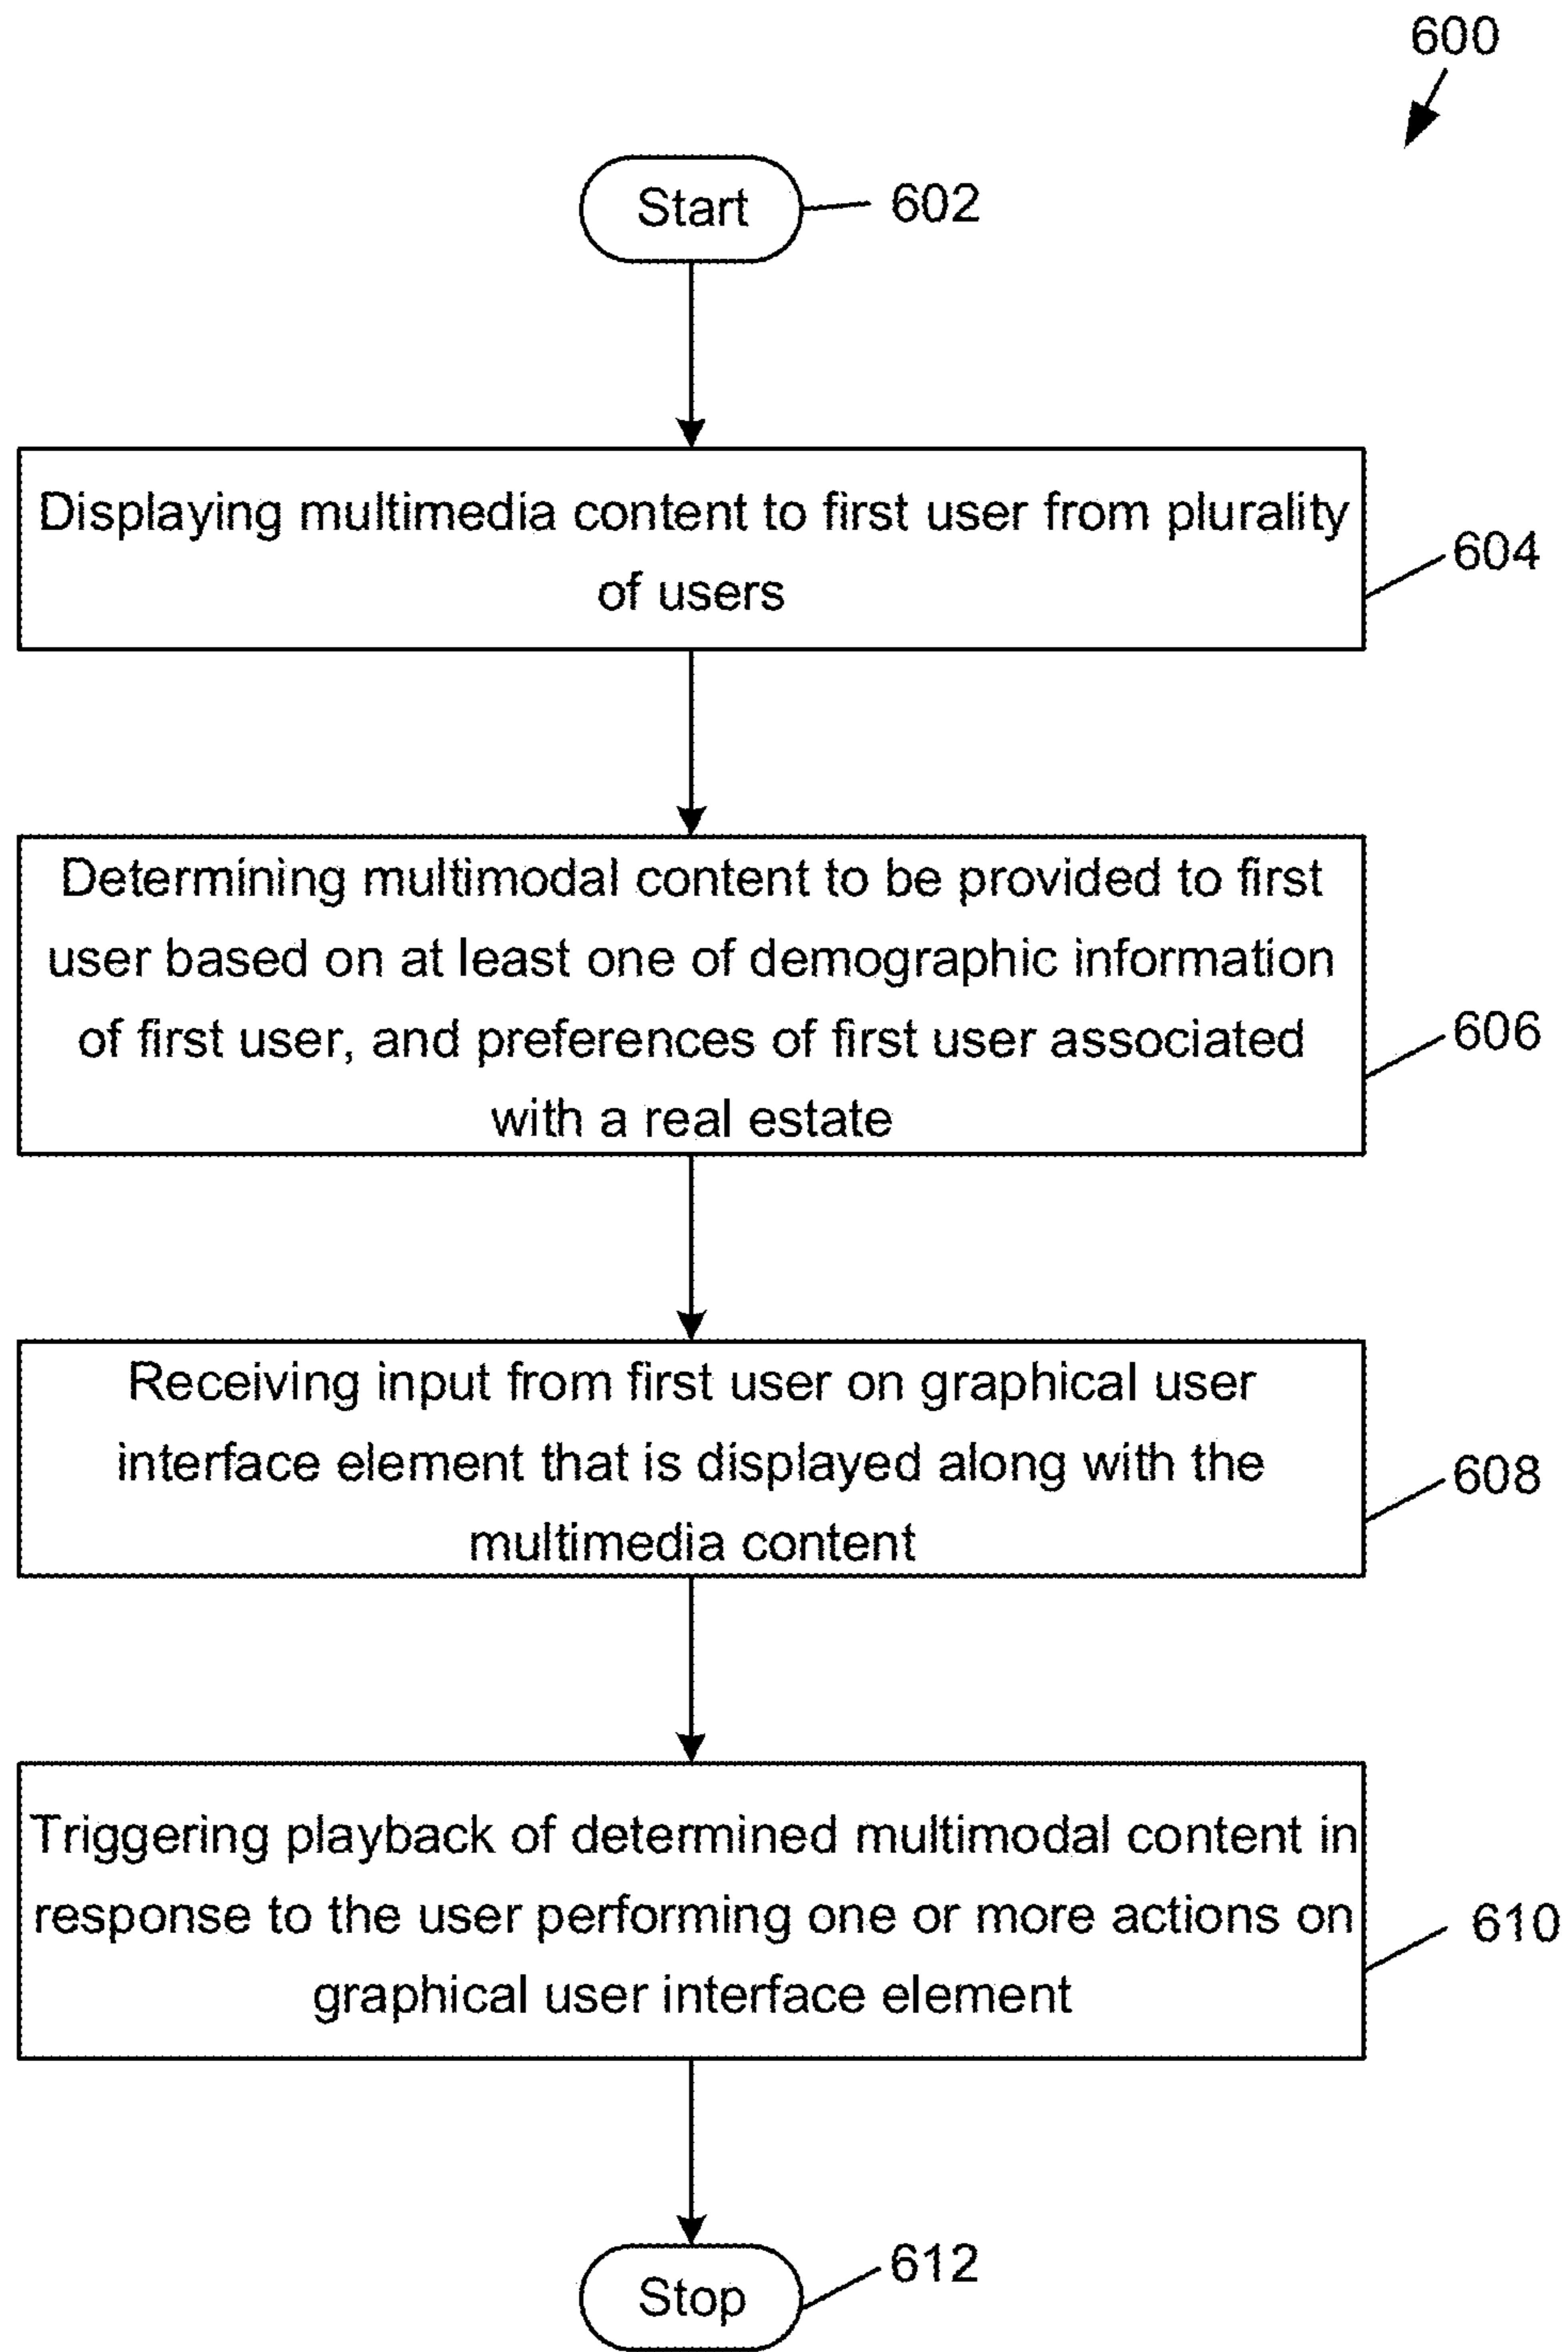 600
Start
602
Displaying multimedia content to first user from plurality
of users
604
Determining multimodal content to be provided to first
user based on at least one of demographic information
of first user, and preferences of first user associated
with a real estate
606
Receiving input from first user on graphical user
interface element that is displayed along with the
multimedia content
608
Triggering playback of determined multimodal content in
response to the user performing one or more actions on
graphical user interface element
610
Stop
612